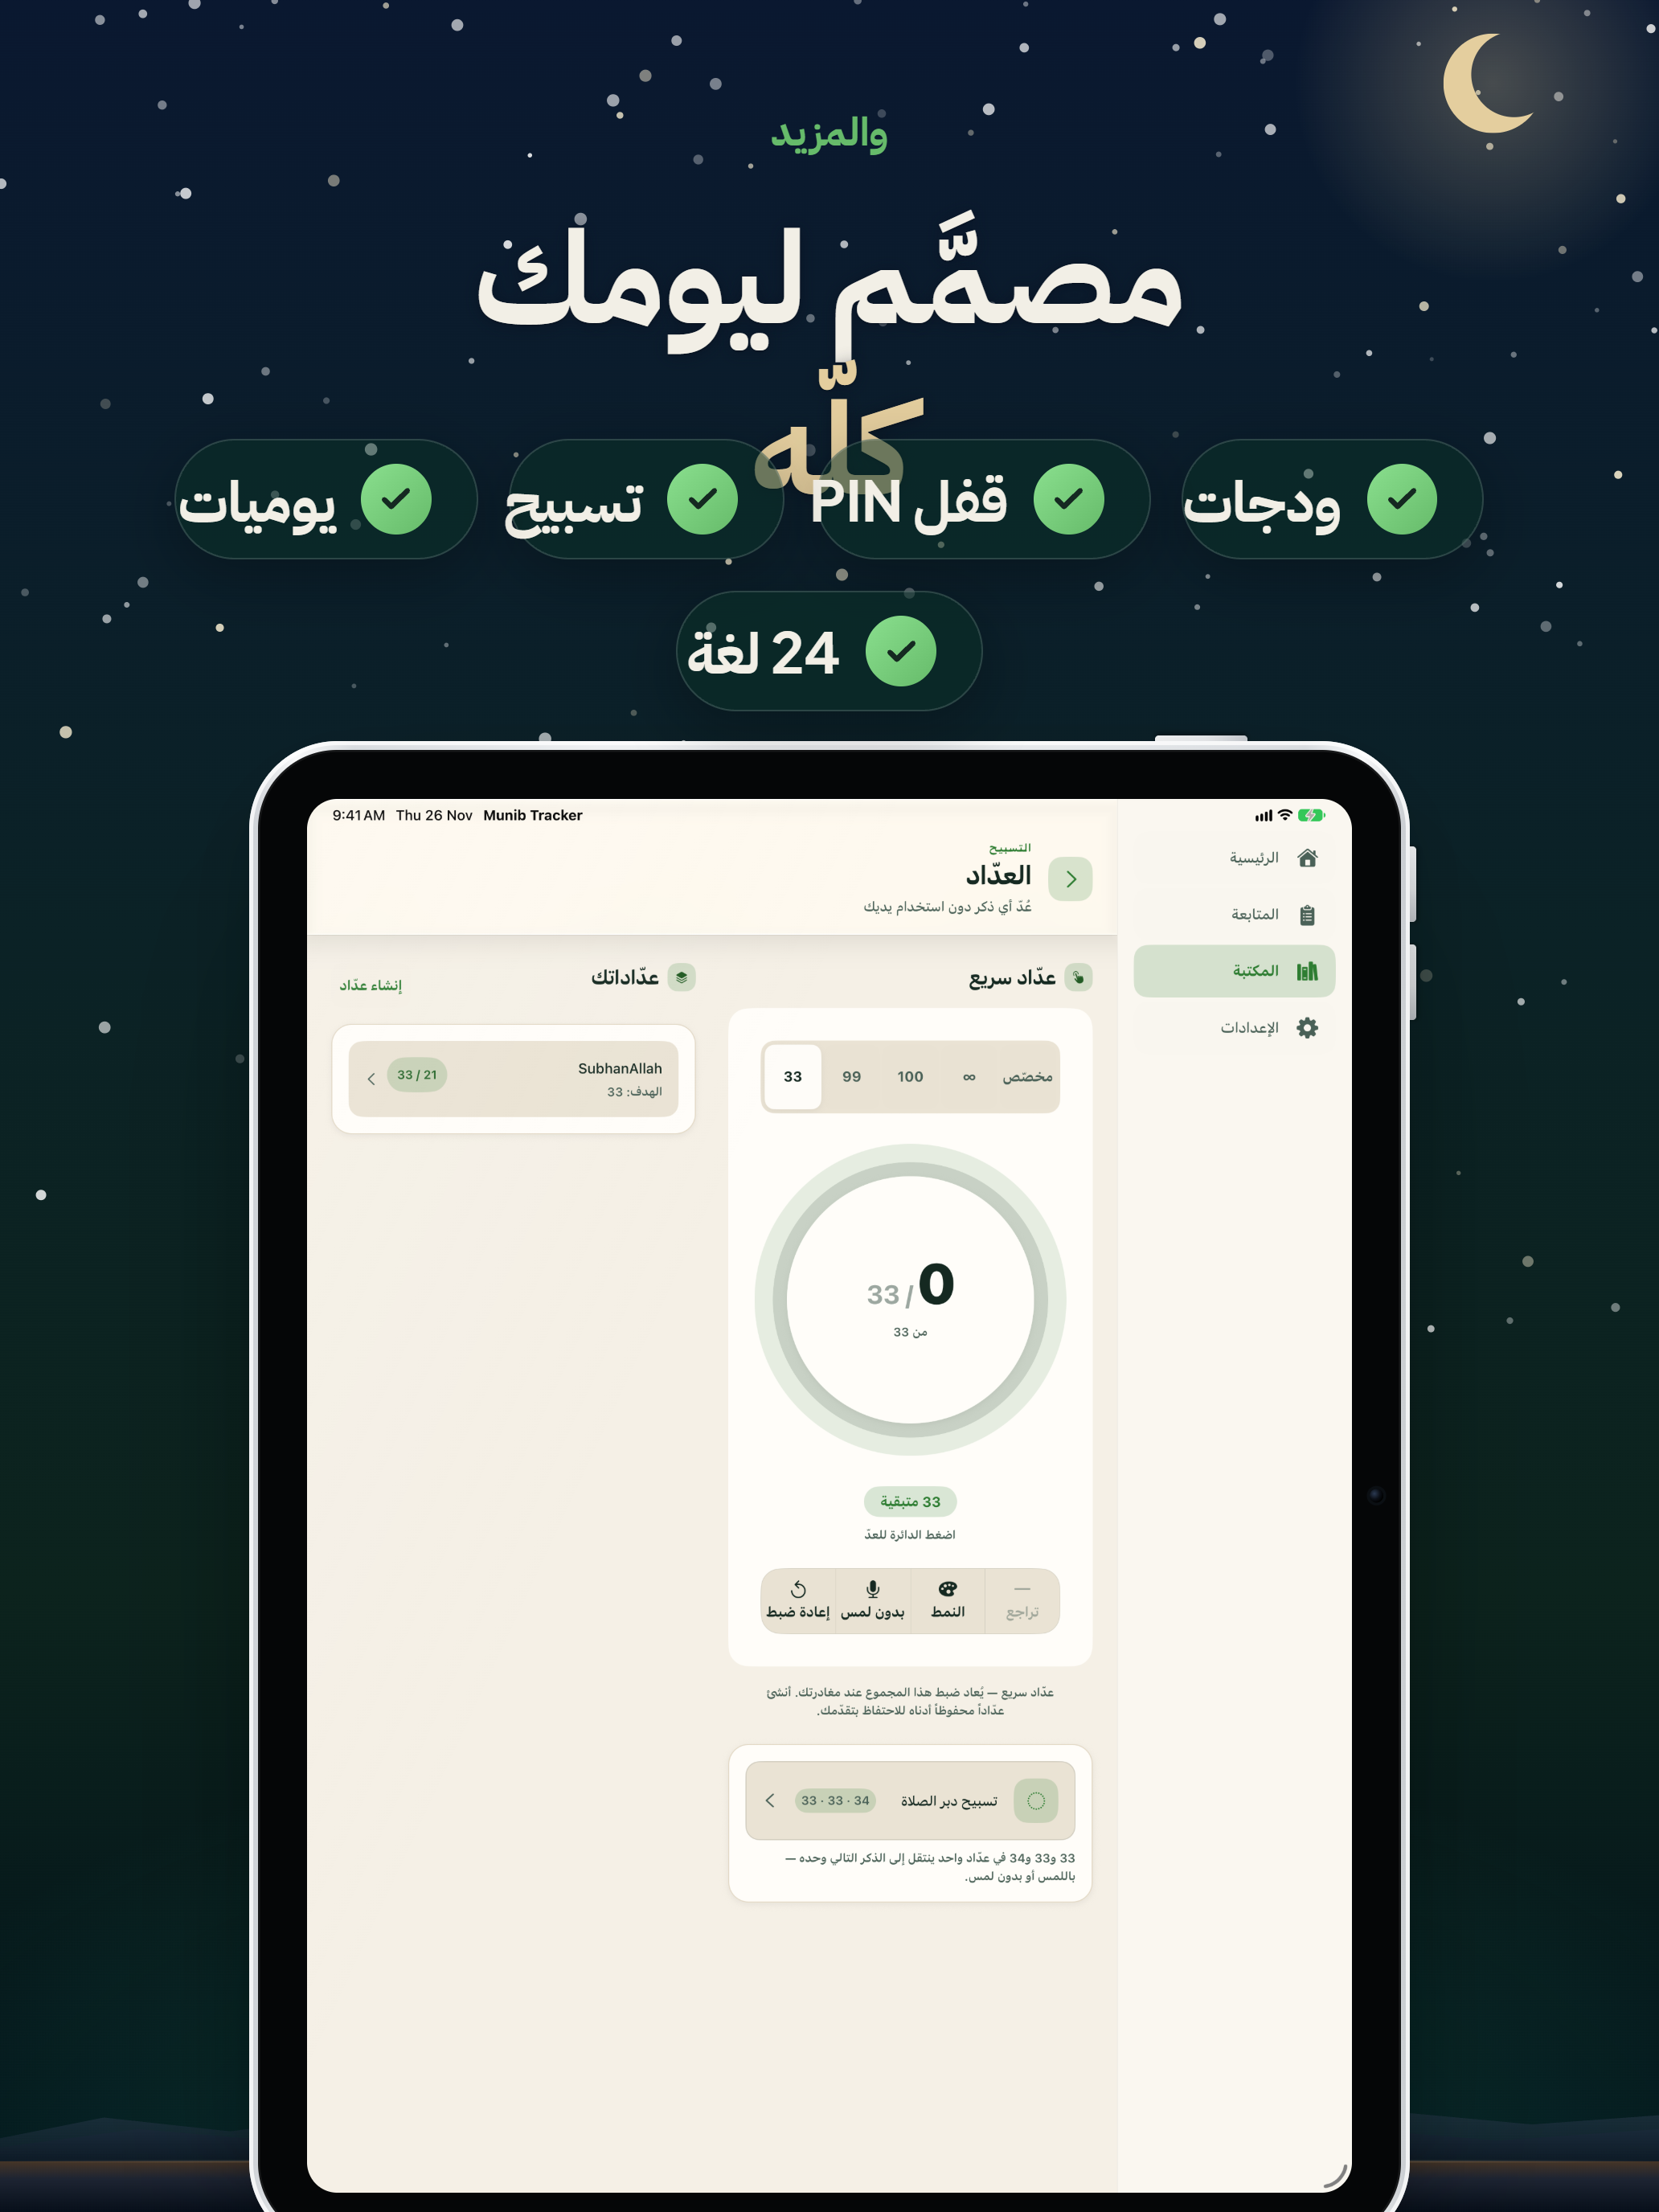 والمزيد
مصمَّم ليومك
كلّه
ودجات
قفل PIN
تسبيح
يوميات
24 لغة
9:41 AM Thu 26 Nov Munib Tracker
الرئيسية
المتابعة
المكتبة
الإعدادات
التسبيح
العدّاد
عُدّ أي ذكر دون استخدام يديك
عدّاد سريع
مخصّص ∞ 100 99 33
0 / 33
من 33
33 متبقية
اضغط الدائرة للعدّ
تراجع
النمط
بدون لمس
إعادة ضبط
عدّاد سريع — يُعاد ضبط هذا المجموع عند مغادرتك. أنشئ
عدّاداً محفوظاً أدناه للاحتفاظ بتقدّمك.
تسبيح دبر الصلاة
33 · 33 · 34
33 و33 و34 في عدّاد واحد ينتقل إلى الذكر التالي وحده —
باللمس أو بدون لمس.
عدّاداتك
إنشاء عدّاد
SubhanAllah
الهدف: 33
33 / 21